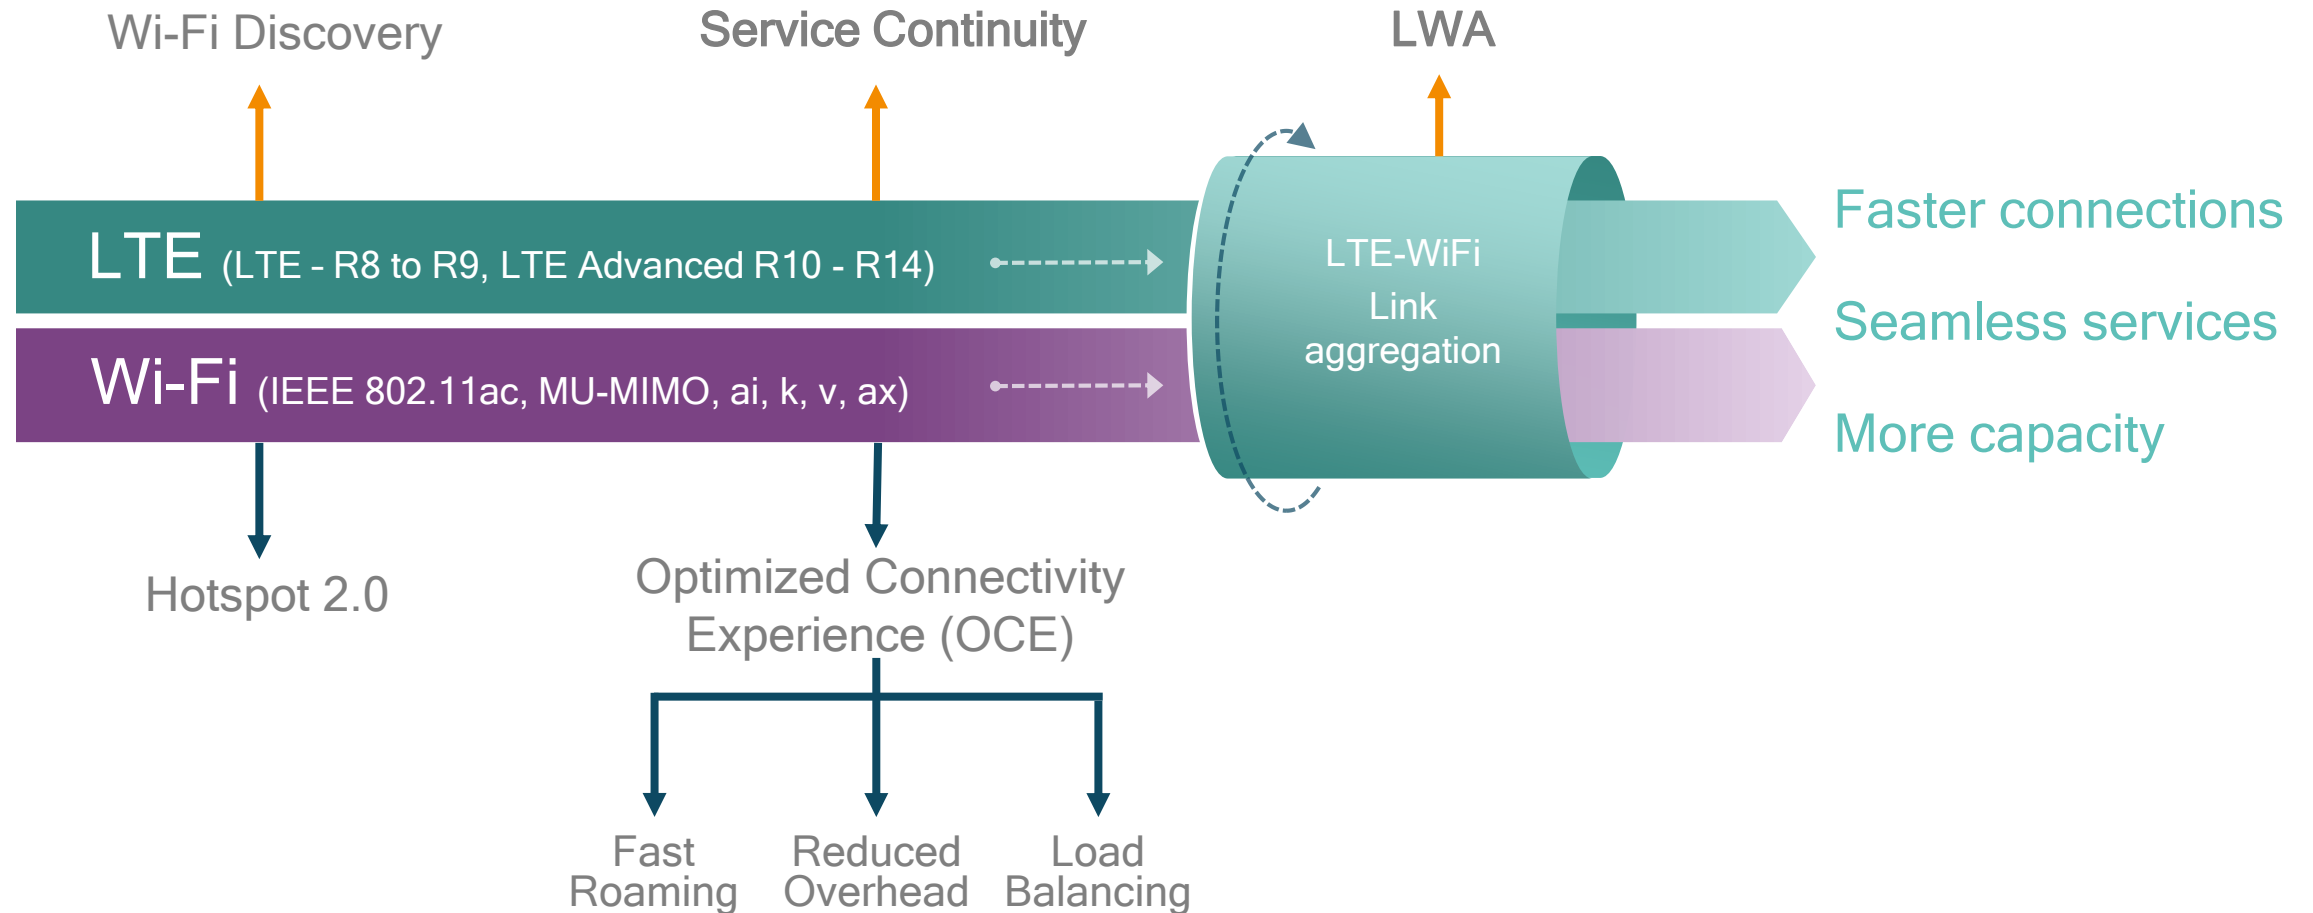 Wi-Fi Discovery
Service Continuity
LWA
LTE (LTE - R8 to R9, LTE Advanced R10 - R14)
Wi-Fi (IEEE 802.11ac, MU-MIMO, ai, k, v, ax)
LTE-WiFi
Link
aggregation
Faster connections
Seamless services
More capacity
Hotspot 2.0
Optimized Connectivity
Experience (OCE)
Fast
Roaming
Reduced
Overhead
Load
Balancing